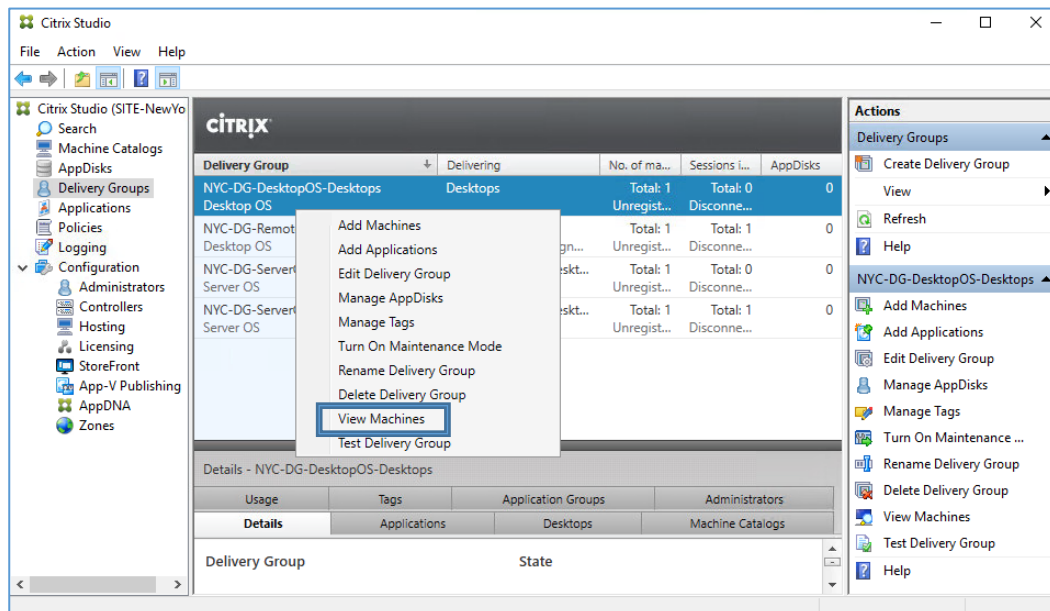 Citrix Studio
File Action View Help
Citrix Studio (SITE-NewYo
Search
Machine Catalogs
AppDisks
Delivery Groups
Applications
Policies
Logging
Configuration
Administrators
Controllers
Hosting
Licensing
StoreFront
App-V Publishing
AppDNA
Zones
CİTRIX
Delivery Group Delivering No. of ma... Sessions i... AppDisks
NYC-DG-DesktopOS-Desktops Desktops Total: 1 Total: 0 0
Desktop OS Unregist... Disconne...
NYC-DG-Remot Total: 1 Total: 1 0
Desktop OS gn... Unregist... Disconne...
NYC-DG-Server eskt... Total: 1 Total: 0 0
Server OS Unregist... Disconne...
NYC-DG-Server eskt... Total: 1 Total: 1 0
Server OS Unregist... Disconne...
Add Machines
Add Applications
Edit Delivery Group
Manage AppDisks
Manage Tags
Turn On Maintenance Mode
Rename Delivery Group
Delete Delivery Group
View Machines
Test Delivery Group
Details - NYC-DG-DesktopOS-Desktops
Usage Tags Application Groups Administrators
Details Applications Desktops Machine Catalogs
Delivery Group State
Actions
Delivery Groups
Create Delivery Group
View
Refresh
Help
NYC-DG-DesktopOS-Desktops
Add Machines
Add Applications
Edit Delivery Group
Manage AppDisks
Manage Tags
Turn On Maintenance ...
Rename Delivery Group
Delete Delivery Group
View Machines
Test Delivery Group
Help